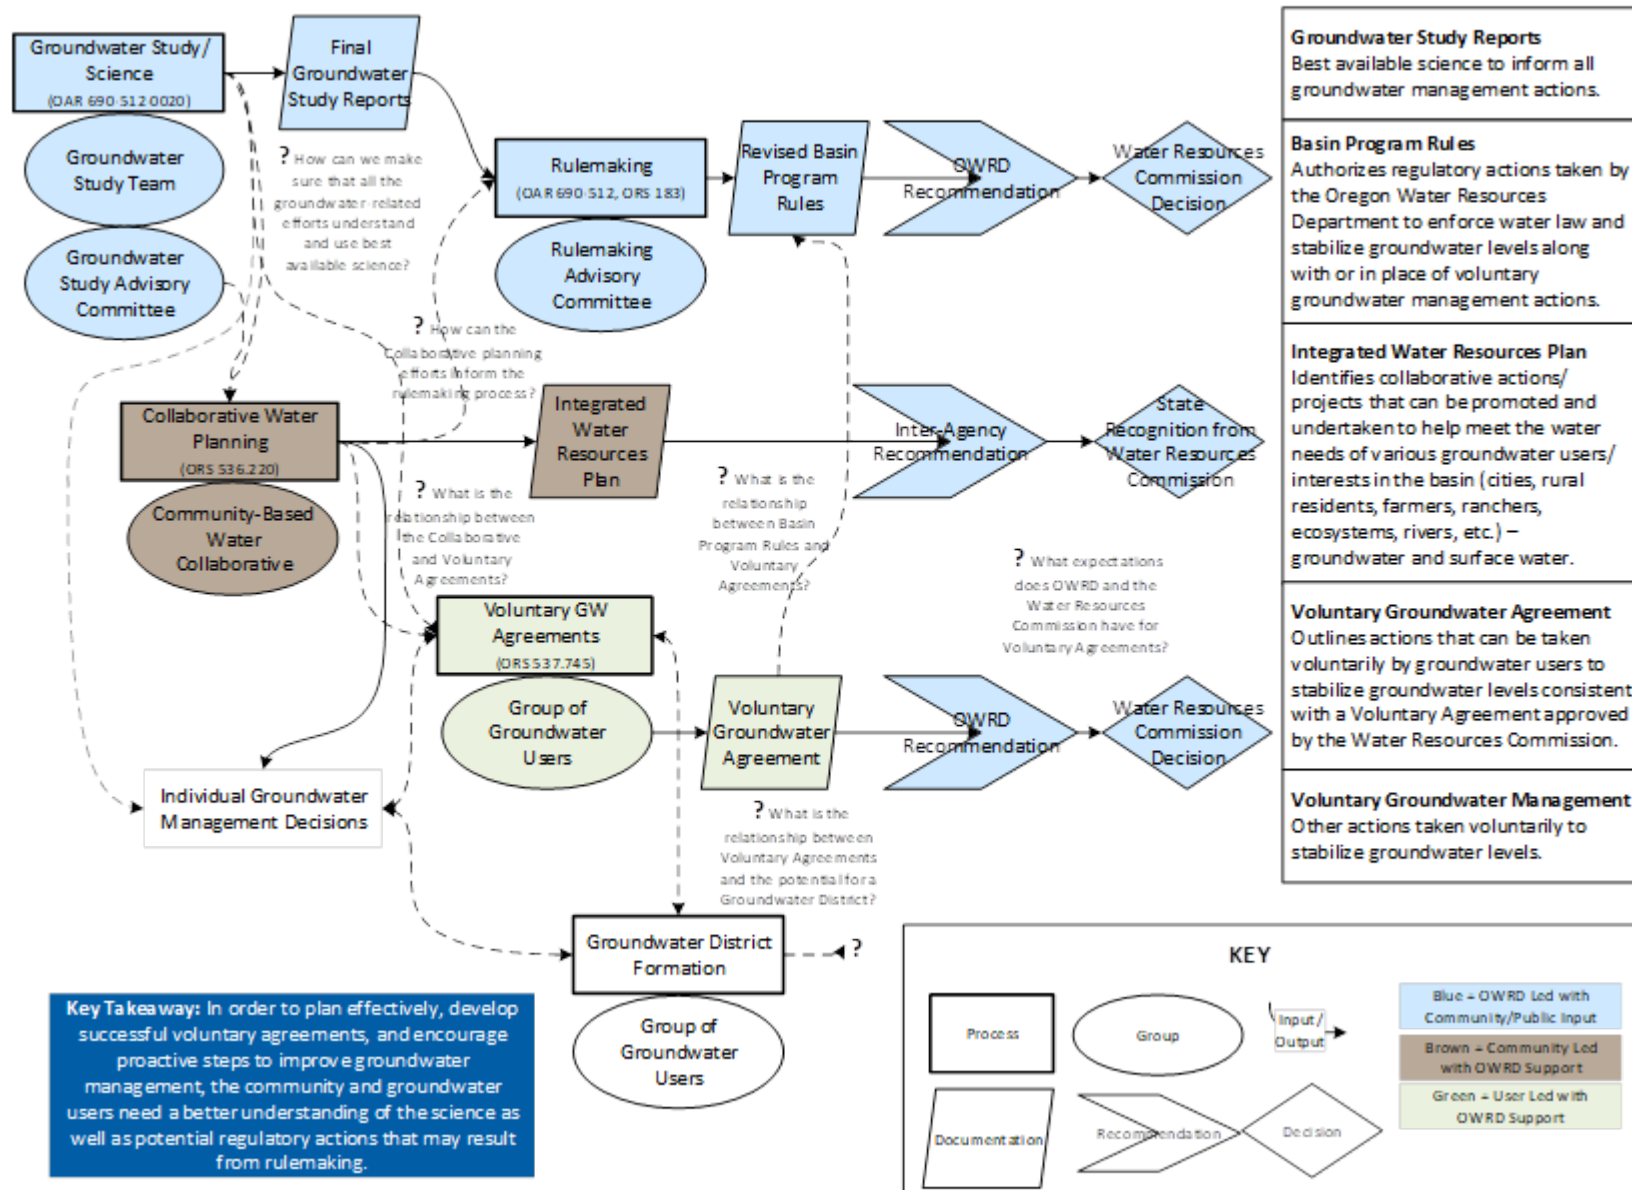 Groundwater Study/
Science
(OAR 690-512-0020)
Groundwater
Study Team
Groundwater
Study Advisory
Committee
Final
Groundwater
Study Reports
? How can we make
sure that all the
groundwater-related
efforts understand
and use best
available science?
Rulemaking
(OAR 690-512, ORS 183)
Rulemaking
Advisory
Committee
Revised Basin
Program
Rules
OWRD
Recommendation
Water Resources
Commission
Decision
? How can the
Collaborative planning
efforts inform the
rulemaking process?
Collaborative Water
Planning
(ORS 536.220)
Community-Based
Water
Collaborative
Integrated
Water
Resources
Plan
Inter-Agency
Recommendation
State
Recognition from
Water Resources
Commission
? What is the
relationship between
the Collaborative
and Voluntary
Agreements?
? What is the
relationship
between Basin
Program Rules and
Voluntary
Agreements?
? What expectations
does OWRD and the
Water Resources
Commission have for
Voluntary Agreements?
Voluntary GW
Agreements
(ORS 537.745)
Group of
Groundwater
Users
Voluntary
Groundwater
Agreement
OWRD
Recommendation
Water Resources
Commission
Decision
Individual Groundwater
Management Decisions
? What is the
relationship between
Voluntary Agreements
and the potential for a
Groundwater District?
Groundwater District
Formation
?
Group of
Groundwater
Users
Key Takeaway: In order to plan effectively, develop
successful voluntary agreements, and encourage
proactive steps to improve groundwater
management, the community and groundwater
users need a better understanding of the science as
well as potential regulatory actions that may result
from rulemaking.
Groundwater Study Reports
Best available science to inform all
groundwater management actions.
Basin Program Rules
Authorizes regulatory actions taken by
the Oregon Water Resources
Department to enforce water law and
stabilize groundwater levels along
with or in place of voluntary
groundwater management actions.
Integrated Water Resources Plan
Identifies collaborative actions/
projects that can be promoted and
undertaken to help meet the water
needs of various groundwater users/
interests in the basin (cities, rural
residents, farmers, ranchers,
ecosystems, rivers, etc.) –
groundwater and surface water.
Voluntary Groundwater Agreement
Outlines actions that can be taken
voluntarily by groundwater users to
stabilize groundwater levels consistent
with a Voluntary Agreement approved
by the Water Resources Commission.
Voluntary Groundwater Management
Other actions taken voluntarily to
stabilize groundwater levels.
KEY
Process
Group
Input/
Output
Documentation
Recommendation
Decision
Blue = OWRD Led with
Community/Public Input
Brown = Community Led
with OWRD Support
Green = User Led with
OWRD Support